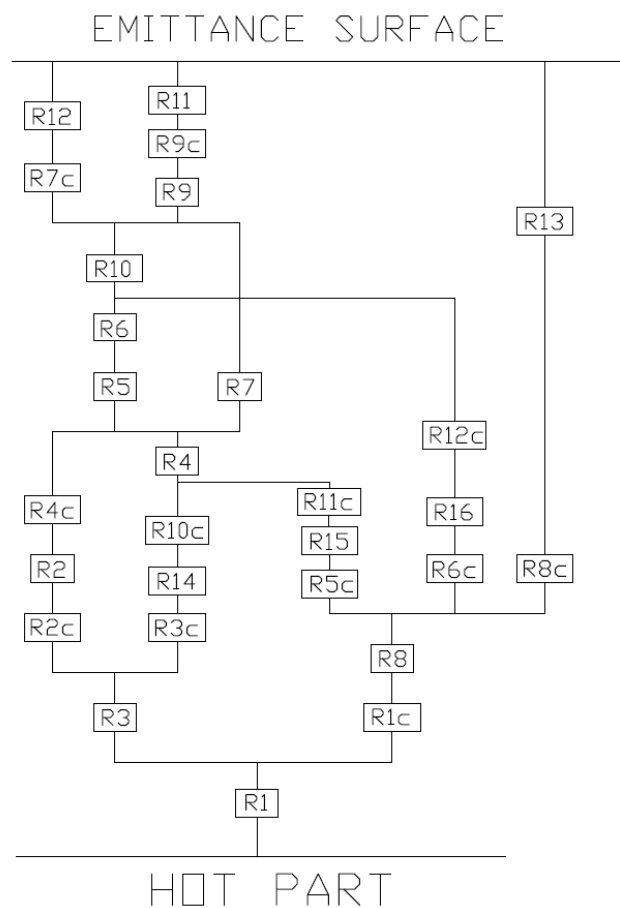 EMITTANCE SURFACE
R11
R12
R9c
R7c
R9
R13
R10
R6
R5
R7
R12c
R4
R11c
R4c
R16
R10c
R15
R2
R6c
R8c
R14
R5c
R2c
R3c
R8
R3
R1c
R1
HOT PART